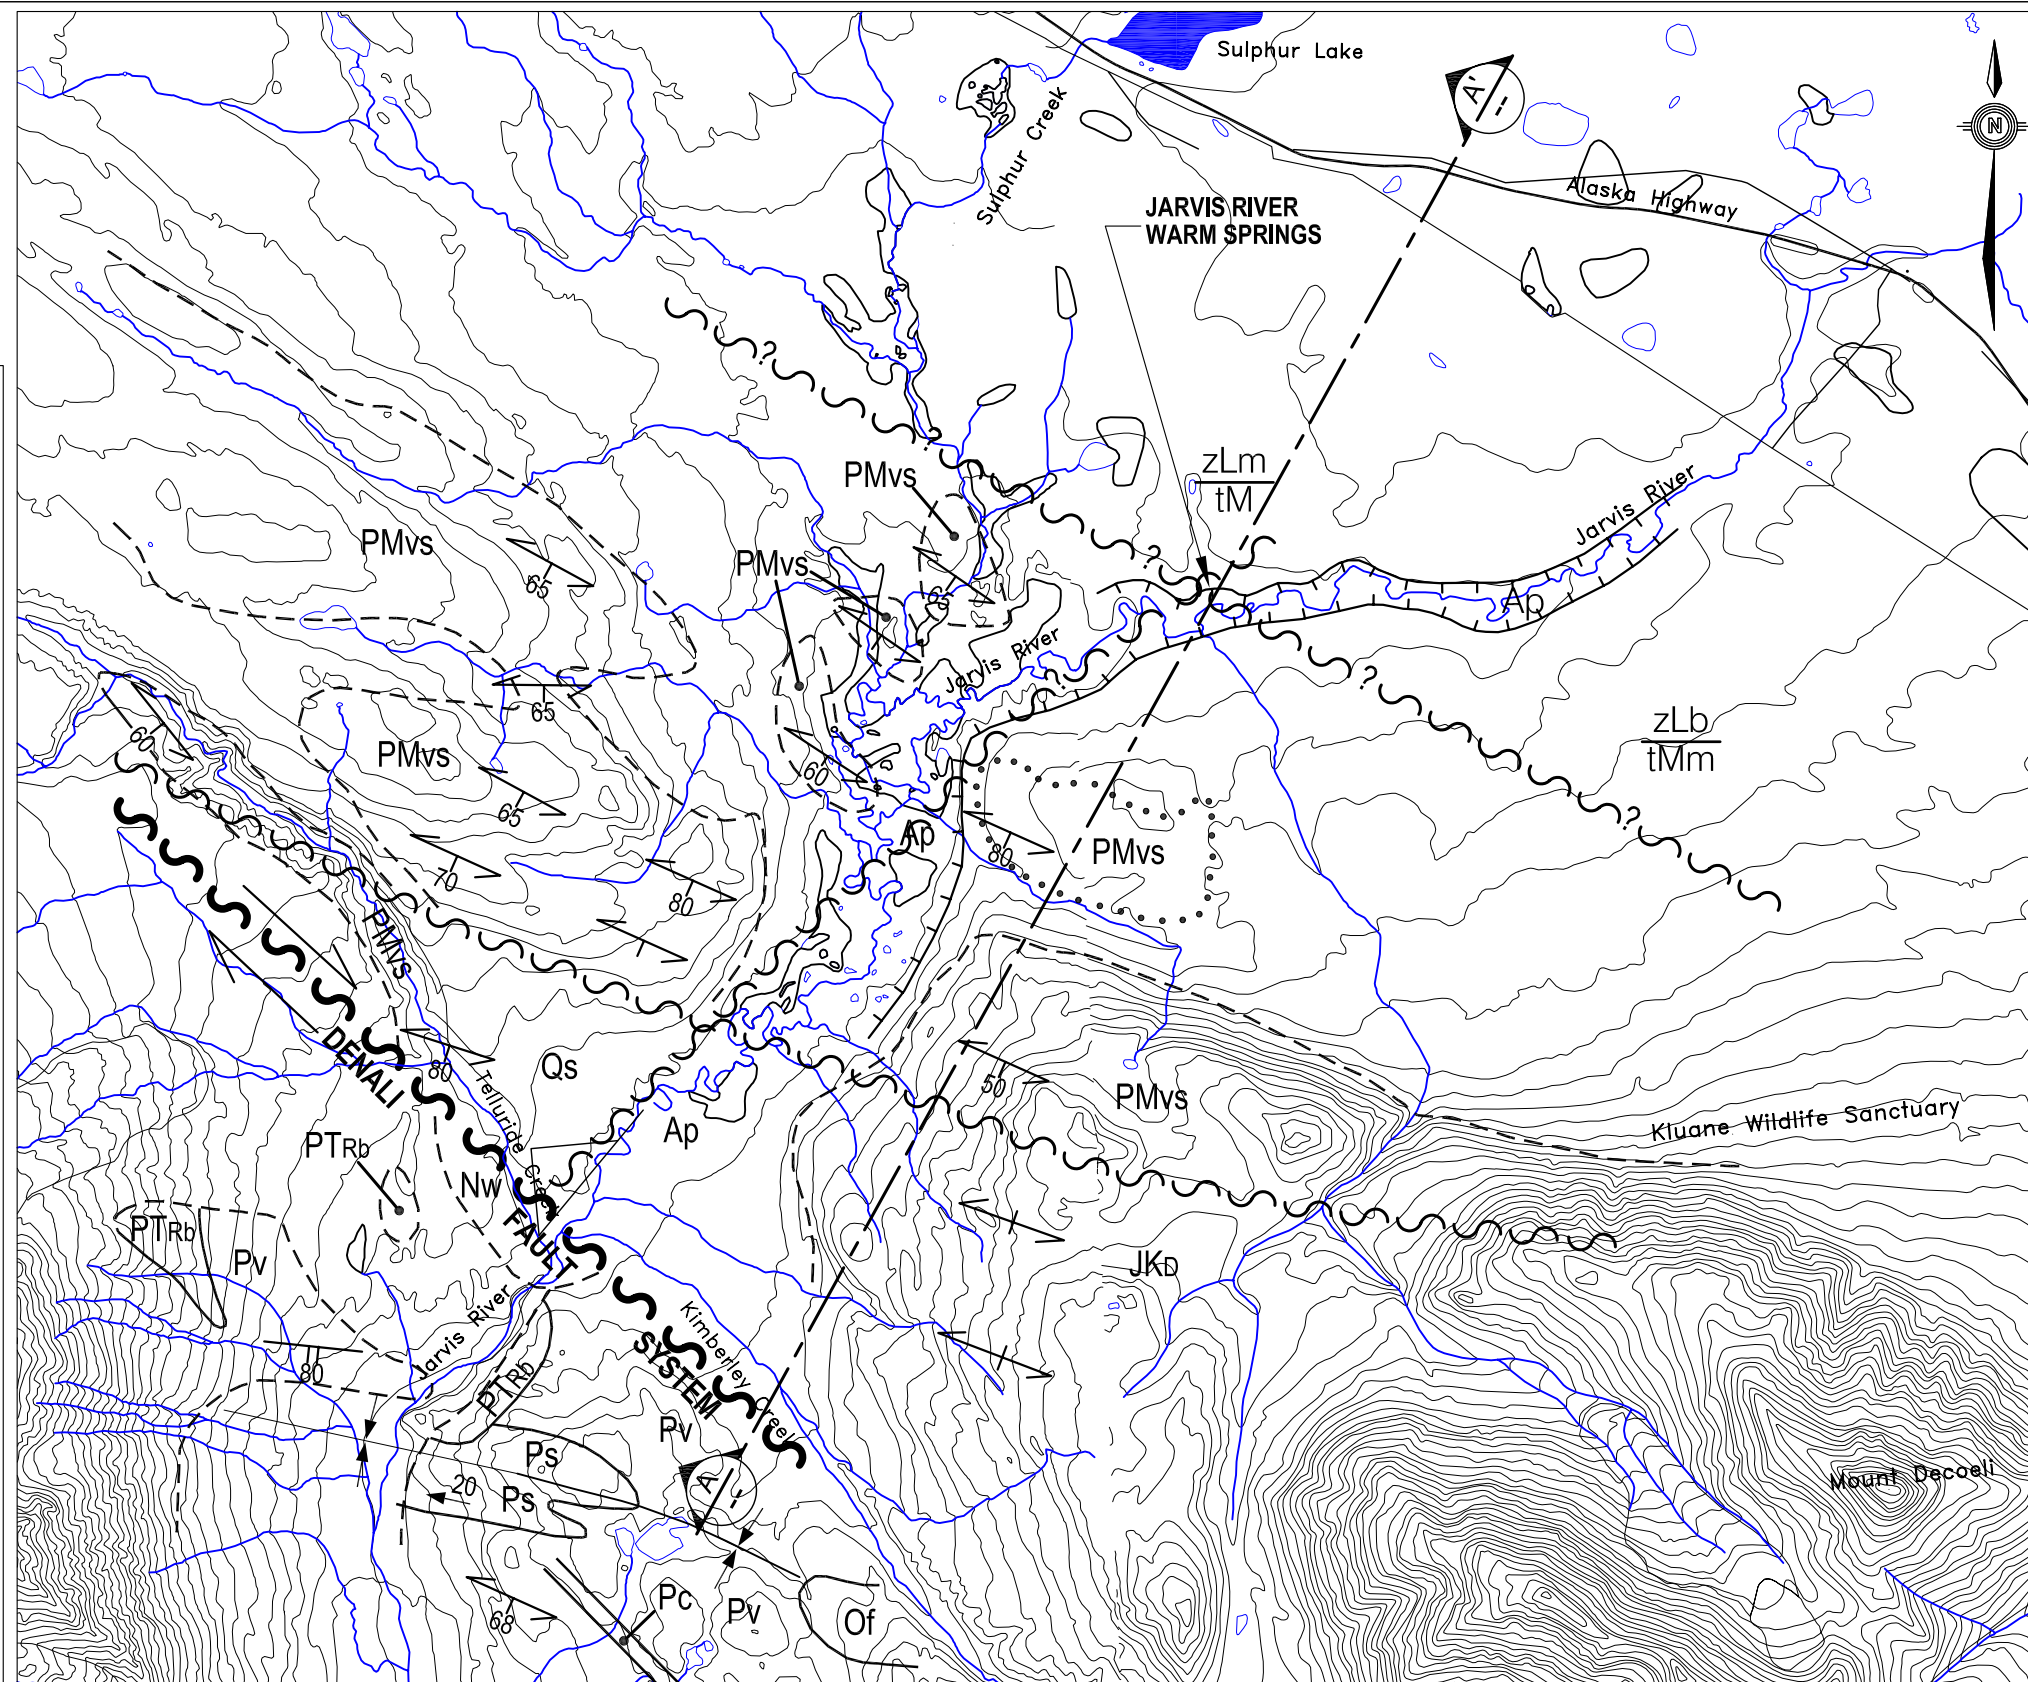 Sulphur Lake
A'
--
N
Sulphur Creek
Alaska Highway
JARVIS RIVER
WARM SPRINGS
?
?
PMvs
zLm
tM
Jarvis River
PMvs
PMvs
65
65
?
Ap
Jarvis River
?
?
65
60
PMvs
60
zLb
tMm
65
Ap
80
PMvs
?
70
80
PMvs
DENALI
80
Telluride Creek
Qs
50
PMvs
Ap
Kluane Wildlife Sanctuary
PTRb
Nw
PTRb
Pv
FAULT
JKD
Jarvis River
Kimberley Creek
80
SYSTEM
PTRb
Pv
Ps
A
--
20
Ps
Mount Decoeli
68
Pc
Pv
Of